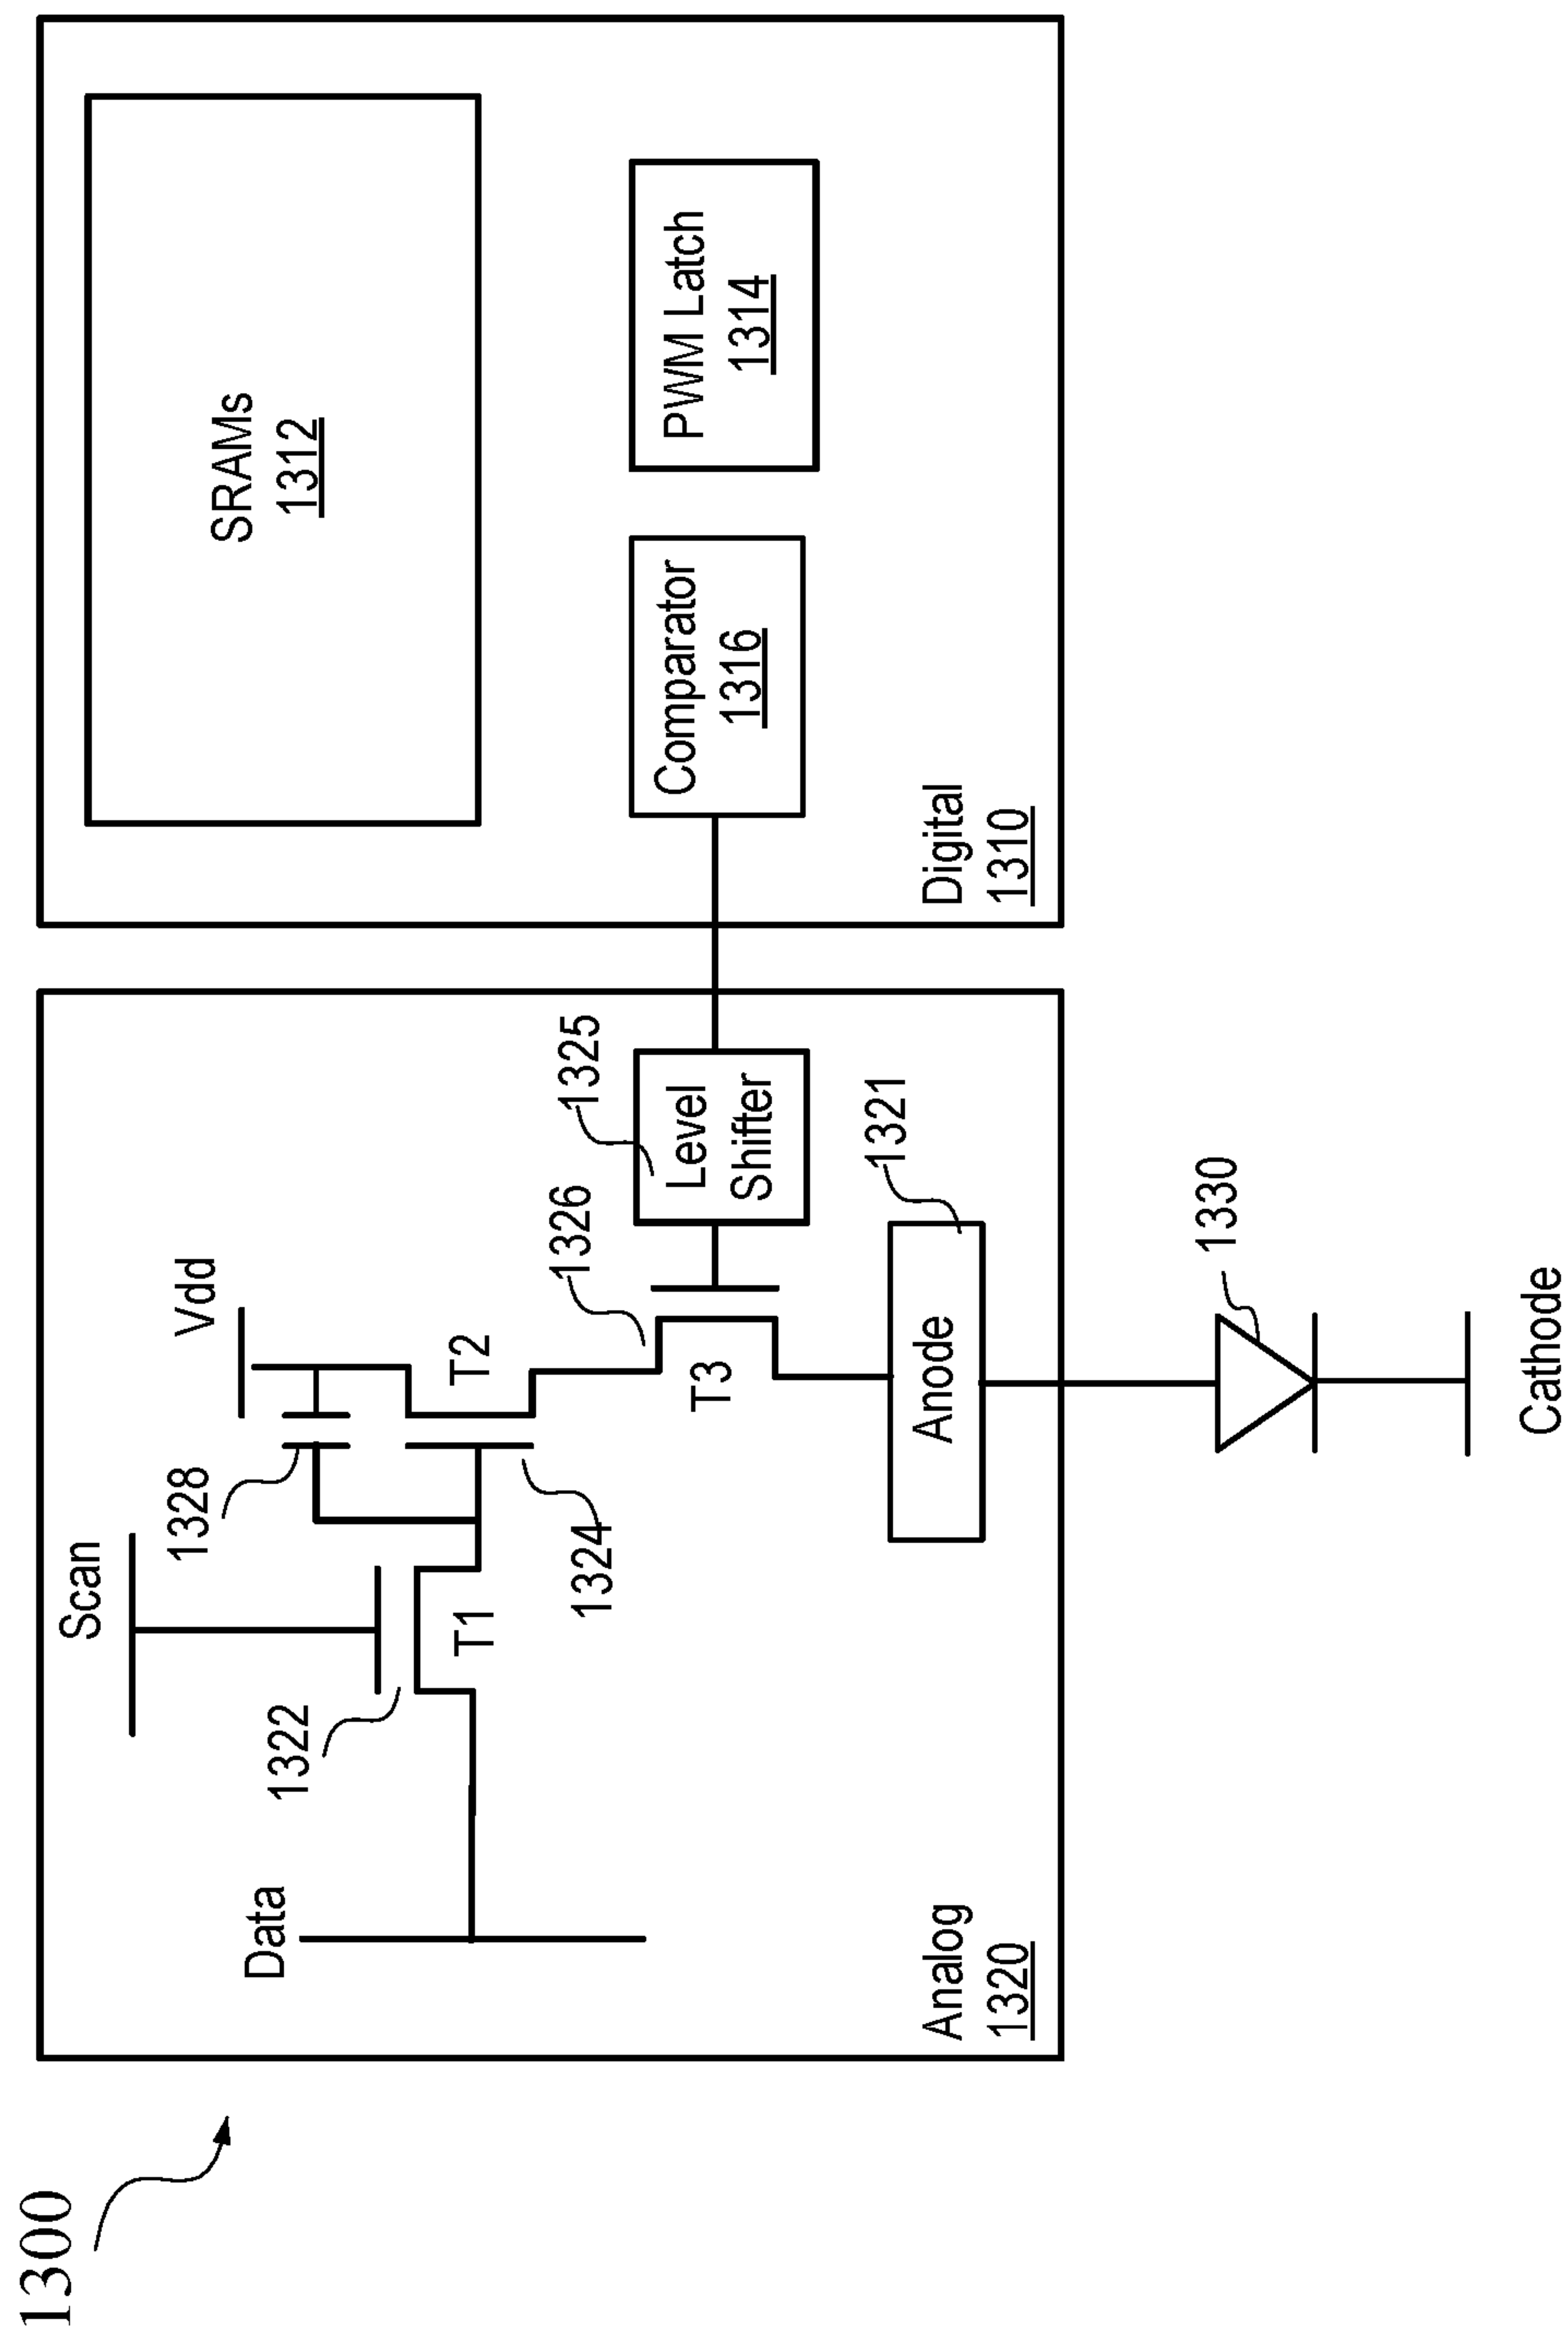 1300
Scan
Vdd
Data
1322
T1
1328
T2
1324
1326
T3
1325
Level
Shifter
Anode
1321
Analog
1320
SRAMs
1312
Comparator
1316
PWM Latch
1314
Digital
1310
1330
Cathode